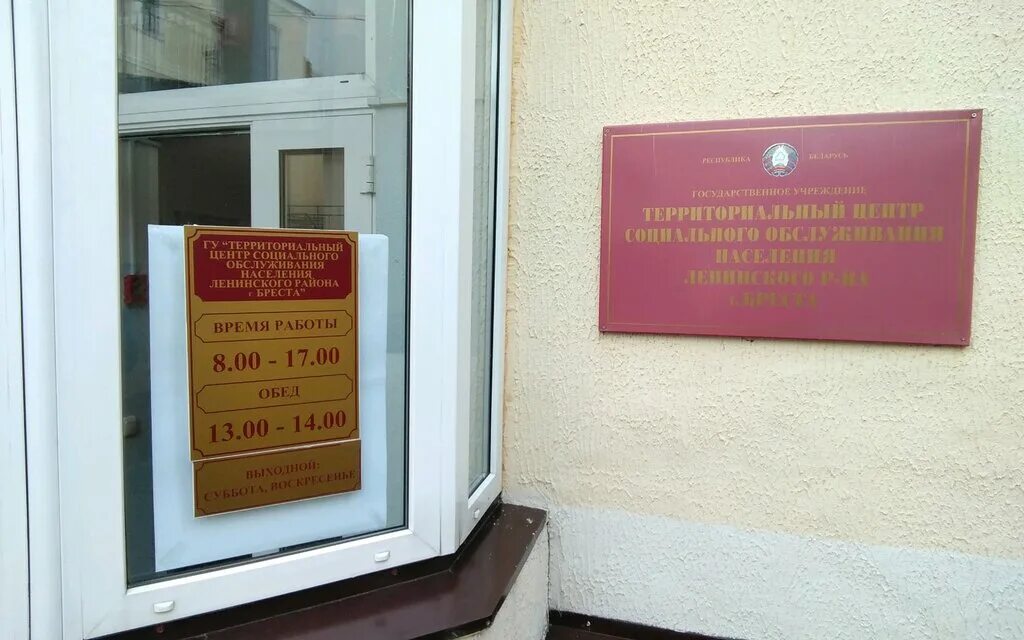 ГУ "ТЕРРИТОРИАЛЬНЫЙ
ЦЕНТР СОЦИАЛЬНОГО
ОБСЛУЖИВАНИЯ
НАСЕЛЕНИЯ
ЛЕНИНСКОГО РАЙОНА
г БРЕСТА"
ВРЕМЯ РАБОТЫ
8.00 - 17.00
ОБЕД
13.00 - 14.00
ВЫХОДНОЙ:
СУББОТА, ВОСКРЕСЕНЬЕ
РЕСПУБЛИКА БЕЛАРУСЬ
ГОСУДАРСТВЕННОЕ УЧРЕЖДЕНИЕ
ТЕРРИТОРИАЛЬНЫЙ ЦЕНТР
СОЦИАЛЬНОГО ОБСЛУЖИВАНИЯ
НАСЕЛЕНИЯ
ЛЕНИНСКОГО Р-НА
г.БРЕСТА